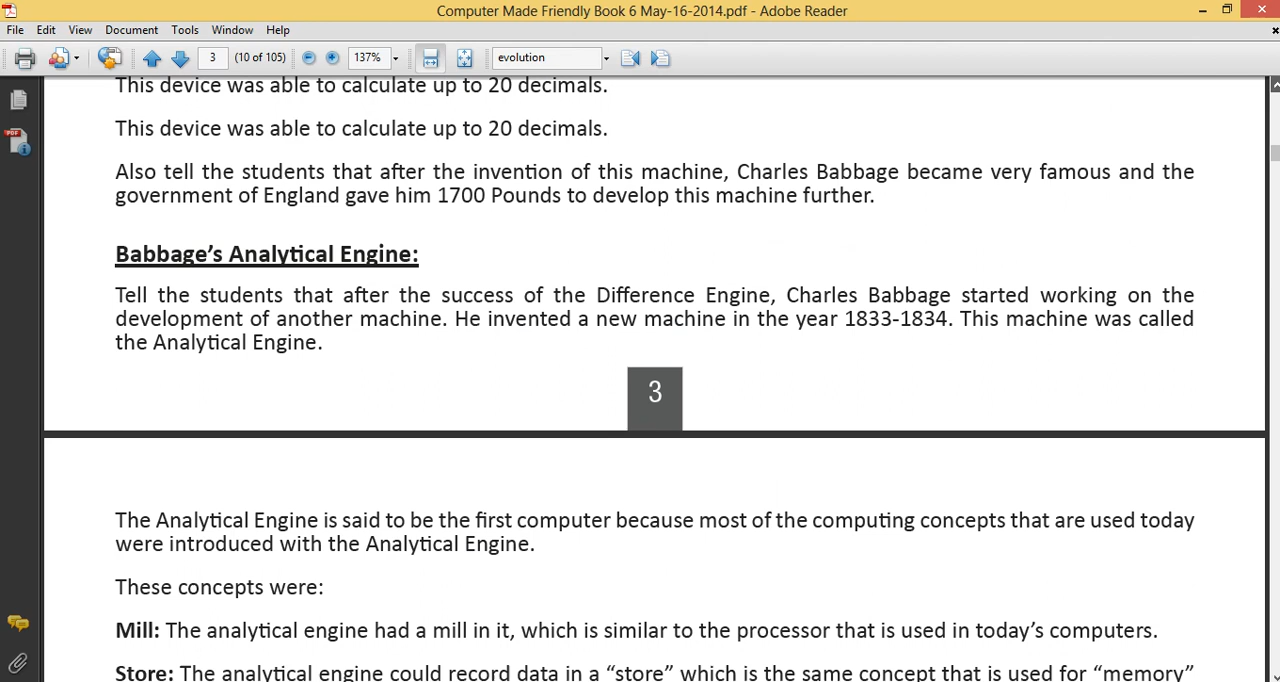 Computer Made Friendly Book 6 May-16-2014.pdf - Adobe Reader
File Edit View Document Tools Window Help
3 (10 of 105) 137% evolution
This device was able to calculate up to 20 decimals.
This device was able to calculate up to 20 decimals.
Also tell the students that after the invention of this machine, Charles Babbage became very famous and the
government of England gave him 1700 Pounds to develop this machine further.
Babbage’s Analytical Engine:
Tell the students that after the success of the Difference Engine, Charles Babbage started working on the
development of another machine. He invented a new machine in the year 1833-1834. This machine was called
the Analytical Engine.
3
The Analytical Engine is said to be the first computer because most of the computing concepts that are used today
were introduced with the Analytical Engine.
These concepts were:
Mill: The analytical engine had a mill in it, which is similar to the processor that is used in today’s computers.
Store: The analytical engine could record data in a “store” which is the same concept that is used for “memory”